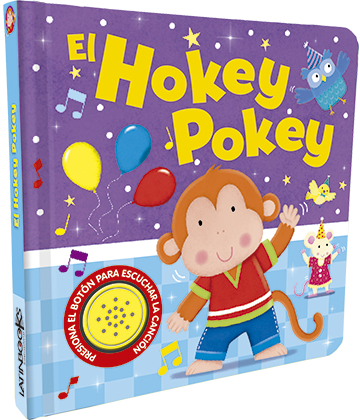 El
Hokey
Pokey
PRESIONA EL BOTÓN PARA ESCUCHAR LA CANCIÓN
El Hokey Pokey
LATINBOOKS